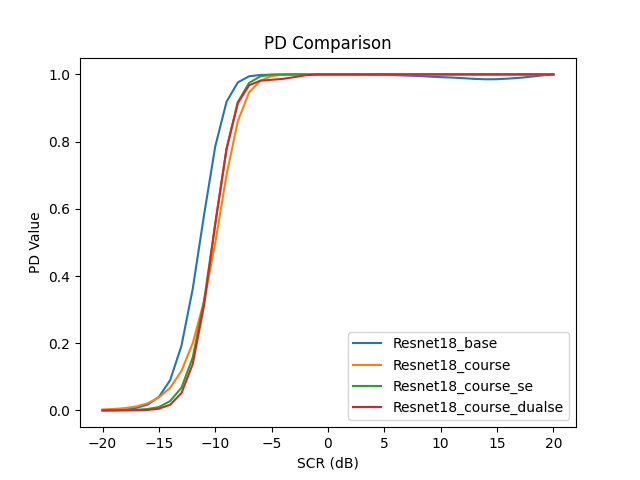 PD Comparison
1.0
0.8
0.6
0.4
0.2
0.0
PD Value
−20 −15 −10 −5 0 5 10 15 20
SCR (dB)
Resnet18_base
Resnet18_course
Resnet18_course_se
Resnet18_course_dualse